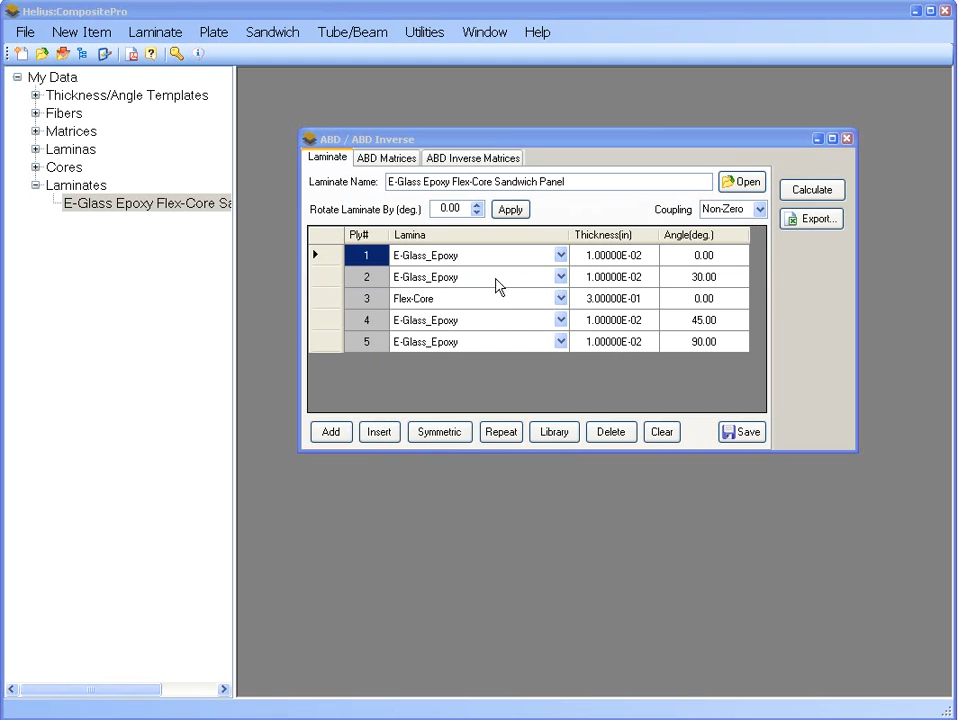 Helius:CompositePro
File New Item Laminate Plate Sandwich Tube/Beam Utilities Window Help
My Data
Thickness/Angle Templates
Fibers
Matrices
Laminas
Cores
Laminates
E-Glass Epoxy Flex-Core Sa
ABD / ABD Inverse
Laminate ABD Matrices ABD Inverse Matrices
Laminate Name: E-Glass Epoxy Flex-Core Sandwich Panel Open
Calculate
Rotate Laminate By (deg.) 0.00 Apply Coupling Non-Zero
Export...
Ply# Lamina Thickness(in) Angle(deg.)
1 E-Glass_Epoxy 1.00000E-02 0.00
2 E-Glass_Epoxy 1.00000E-02 30.00
3 Flex-Core 3.00000E-01 0.00
4 E-Glass_Epoxy 1.00000E-02 45.00
5 E-Glass_Epoxy 1.00000E-02 90.00
Add Insert Symmetric Repeat Library Delete Clear Save